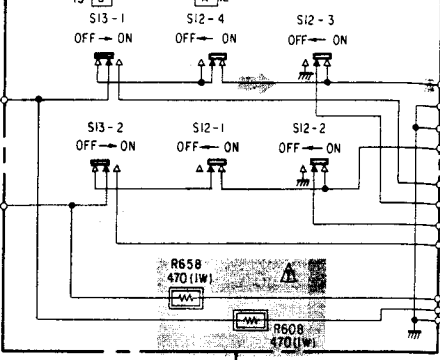 S13-1 S12-4 S12-3
OFF→ON OFF←ON OFF←ON
S13-2 S12-1 S12-2
OFF→ON OFF←ON OFF←ON
R658
470(1W)
R608
470(1W)